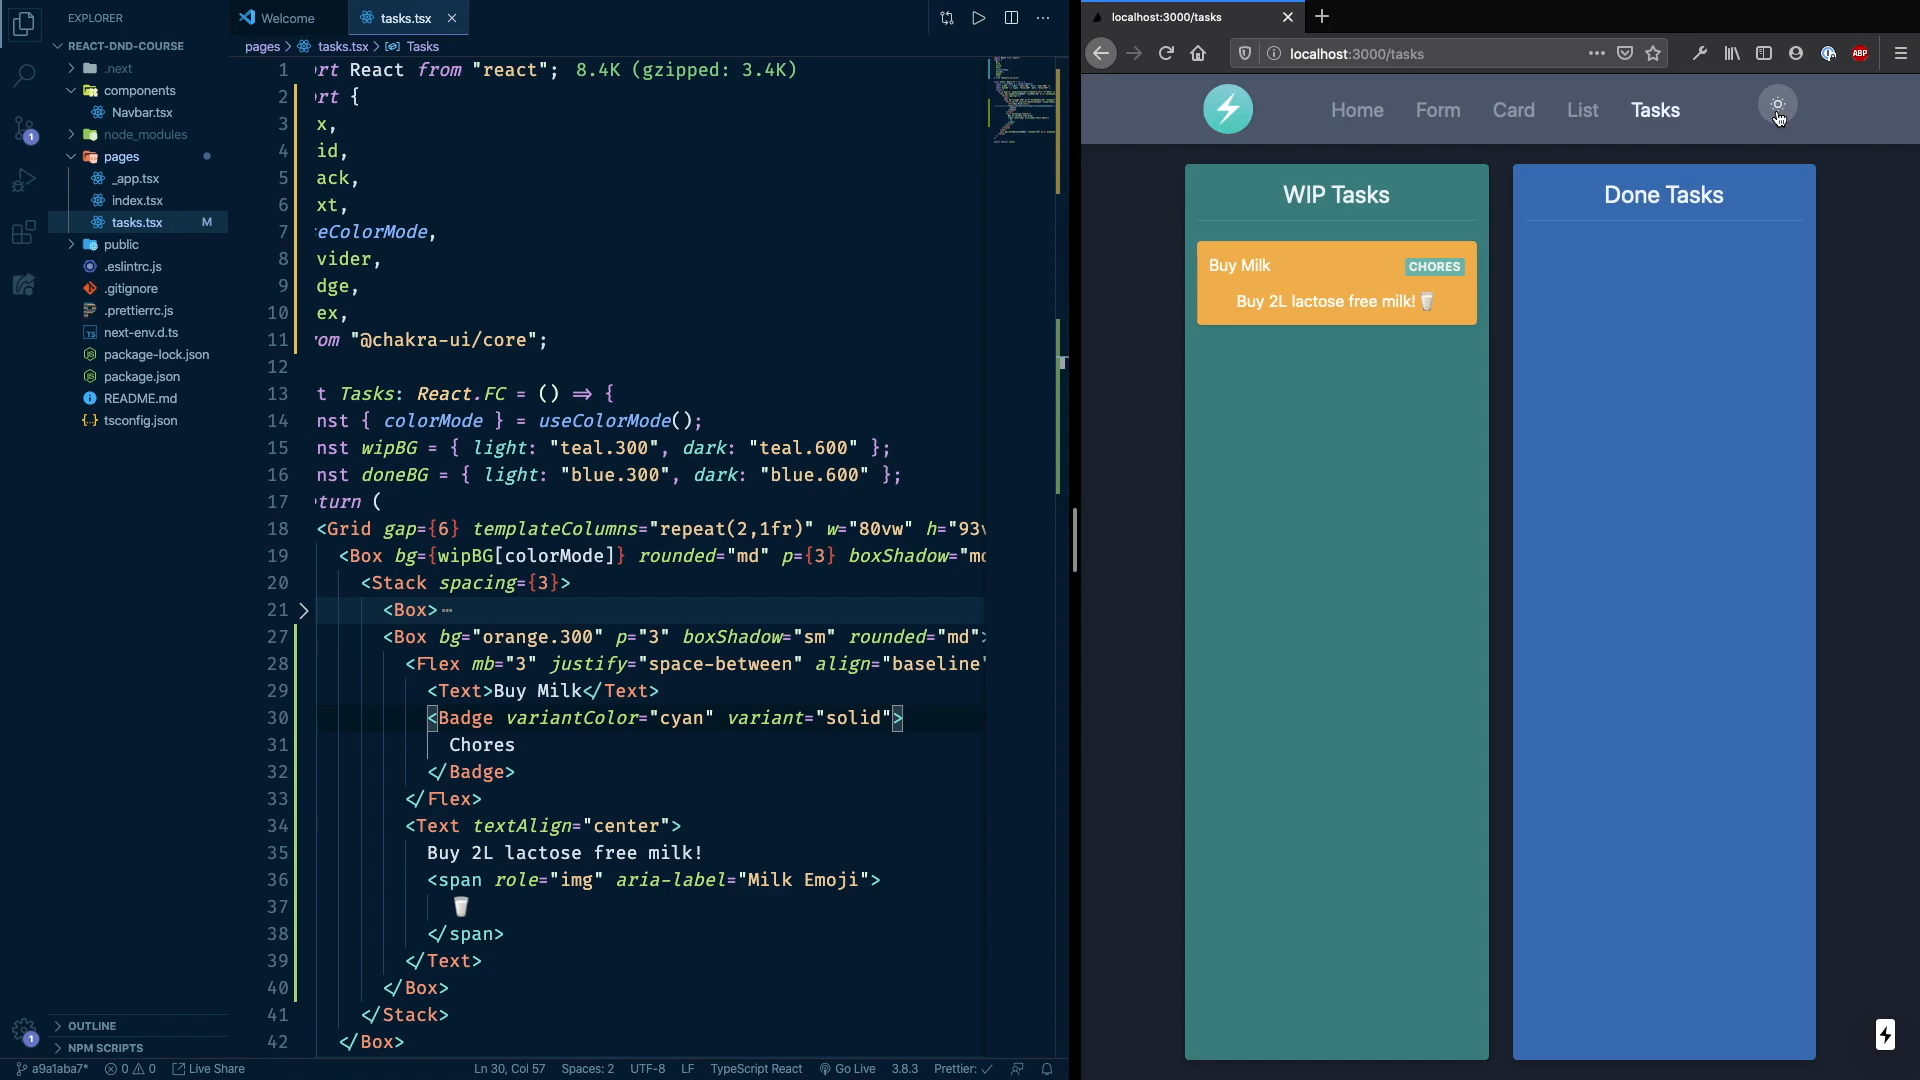 EXPLORER
REACT-DND-COURSE
.next
components
Navbar.tsx
node_modules
pages
_app.tsx
index.tsx
tasks.tsx M
public
.eslintrc.js
.gitignore
.prettierrc.js
next-env.d.ts
package-lock.json
package.json
README.md
tsconfig.json
OUTLINE
NPM SCRIPTS
1
1
Welcome
tasks.tsx
pages > tasks.tsx > Tasks
1 rt React from "react"; 8.4K (gzipped: 3.4K)
2 rt {
3 x,
4 id,
5 ack,
6 xt,
7 eColorMode,
8 vider,
9 dge,
10 ex,
11 om "@chakra-ui/core";
12
13 t Tasks: React.FC = () => {
14 nst { colorMode } = useColorMode();
15 nst wipBG = { light: "teal.300", dark: "teal.600" };
16 nst doneBG = { light: "blue.300", dark: "blue.600" };
17 turn (
18 <Grid gap={6} templateColumns="repeat(2,1fr)" w="80vw" h="93v
19 <Box bg={wipBG[colorMode]} rounded="md" p={3} boxShadow="md
20 <Stack spacing={3}>
21 <Box>…
27 <Box bg="orange.300" p="3" boxShadow="sm" rounded="md">
28 <Flex mb="3" justify="space-between" align="baseline"
29 <Text>Buy Milk</Text>
30 <Badge variantColor="cyan" variant="solid">
31 Chores
32 </Badge>
33 </Flex>
34 <Text textAlign="center">
35 Buy 2L lactose free milk!
36 <span role="img" aria-label="Milk Emoji">
37 🥛
38 </span>
39 </Text>
40 </Box>
41 </Stack>
42 </Box>
a9a1aba7* 0 0 Live Share Ln 30, Col 57 Spaces: 2 UTF-8 LF TypeScript React Go Live 3.8.3 Prettier: ✓
localhost:3000/tasks
localhost:3000/tasks
ABP
Home Form Card List Tasks
WIP Tasks
Buy Milk CHORES
Buy 2L lactose free milk! 🥛
Done Tasks